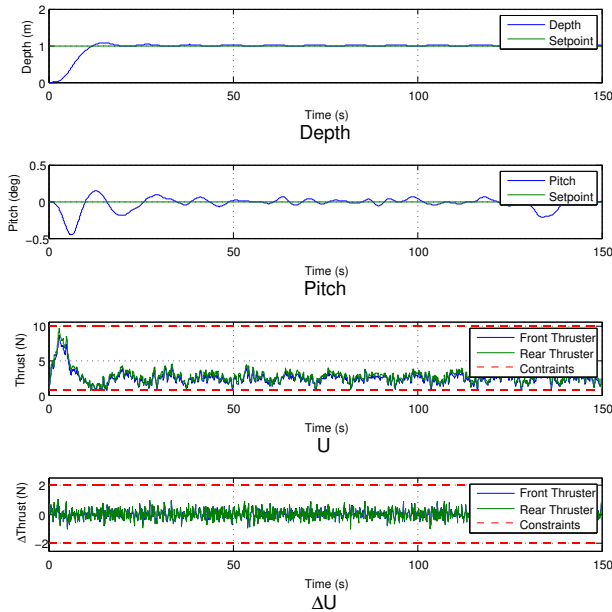 2
1
0
Depth (m)
Depth
Setpoint
0
50
100
150
Time (s)
Depth
0.5
0
−0.5
Pitch (deg)
Pitch
Setpoint
0
50
100
150
Time (s)
Pitch
10
5
0
Thrust (N)
Front Thruster
Rear Thruster
Contraints
0
50
100
150
Time (s)
U
2
0
−2
ΔThrust (N)
Front Thruster
Rear Thruster
Constraints
0
50
100
150
Time (s)
ΔU